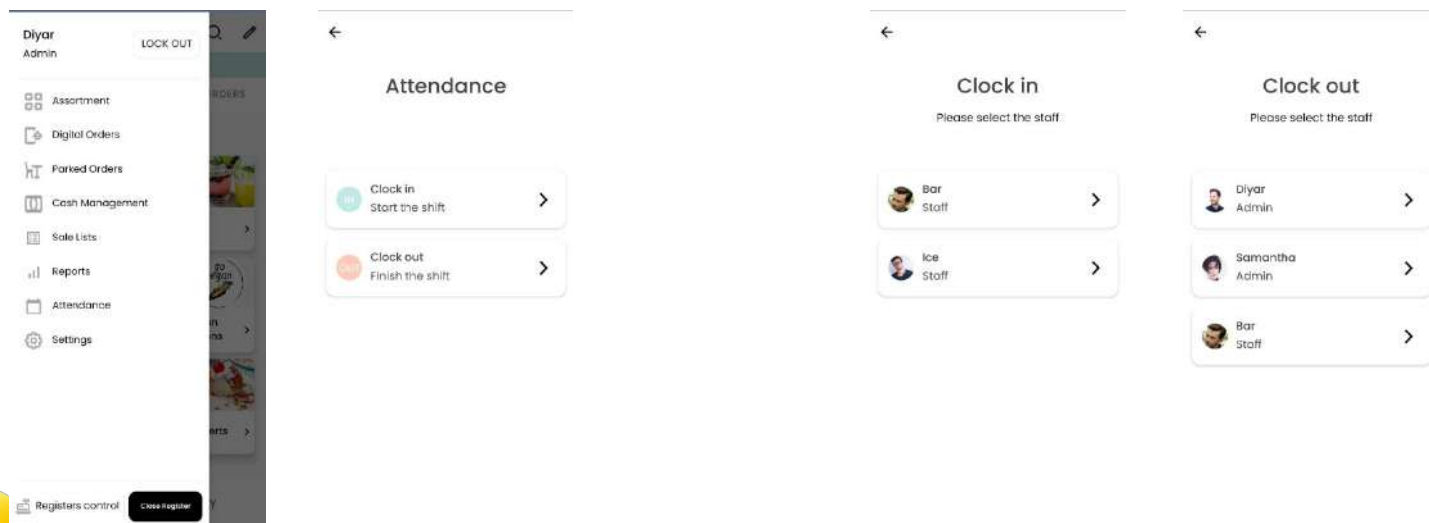 Diyar
Admin
LOCK OUT
Assortment
Digital Orders
Parked Orders
Cash Management
Sale Lists
Reports
Attendance
Settings
Registers control
Close Register
Attendance
IN
Clock in
Start the shift
OUT
Clock out
Finish the shift
Clock in
Please select the staff
Bar
Staff
Ice
Staff
Clock out
Please select the staff
Diyar
Admin
Samantha
Admin
Bar
Staff